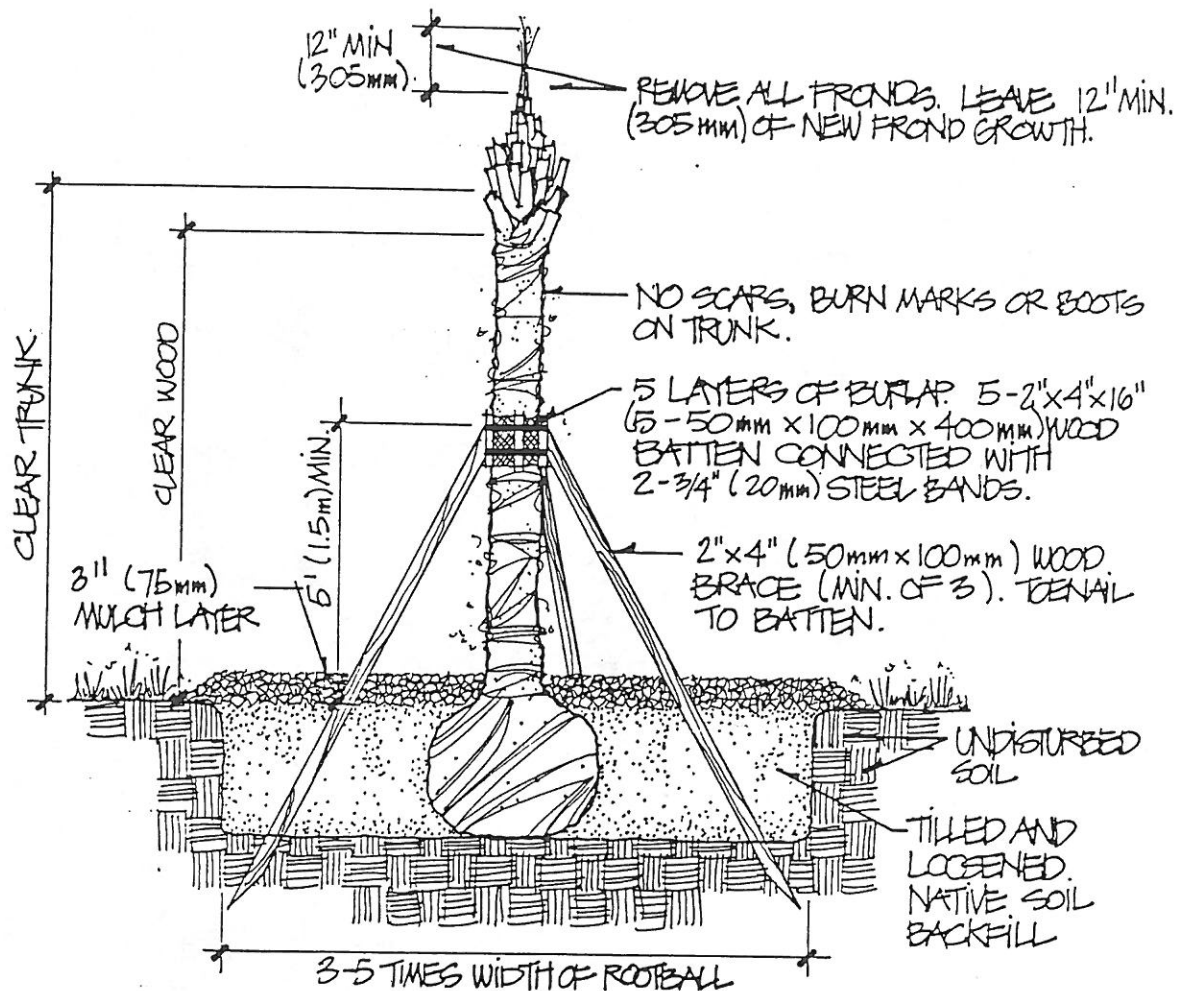 12" MIN
(305mm)
REMOVE ALL FRONDS. LEAVE 12" MIN.
(305mm) OF NEW FROND GROWTH.
NO SCARS, BURN MARKS OR BOOTS
ON TRUNK.
5 LAYERS OF BURLAP. 5-2"x4"x16"
(5-50mm x 100mm x 400mm) WOOD
BATTEN CONNECTED WITH
2-3/4" (20mm) STEEL BANDS.
CLEAR TRUNK
CLEAR WOOD
5' (1.5m) MIN.
2"x4" (50mm x 100mm) WOOD
BRACE (MIN. OF 3). TOENAIL
TO BATTEN.
3" (75mm)
MULCH LAYER
UNDISTURBED
SOIL
TILLED AND
LOOSENED.
NATIVE SOIL
BACKFILL
3-5 TIMES WIDTH OF ROOTBALL